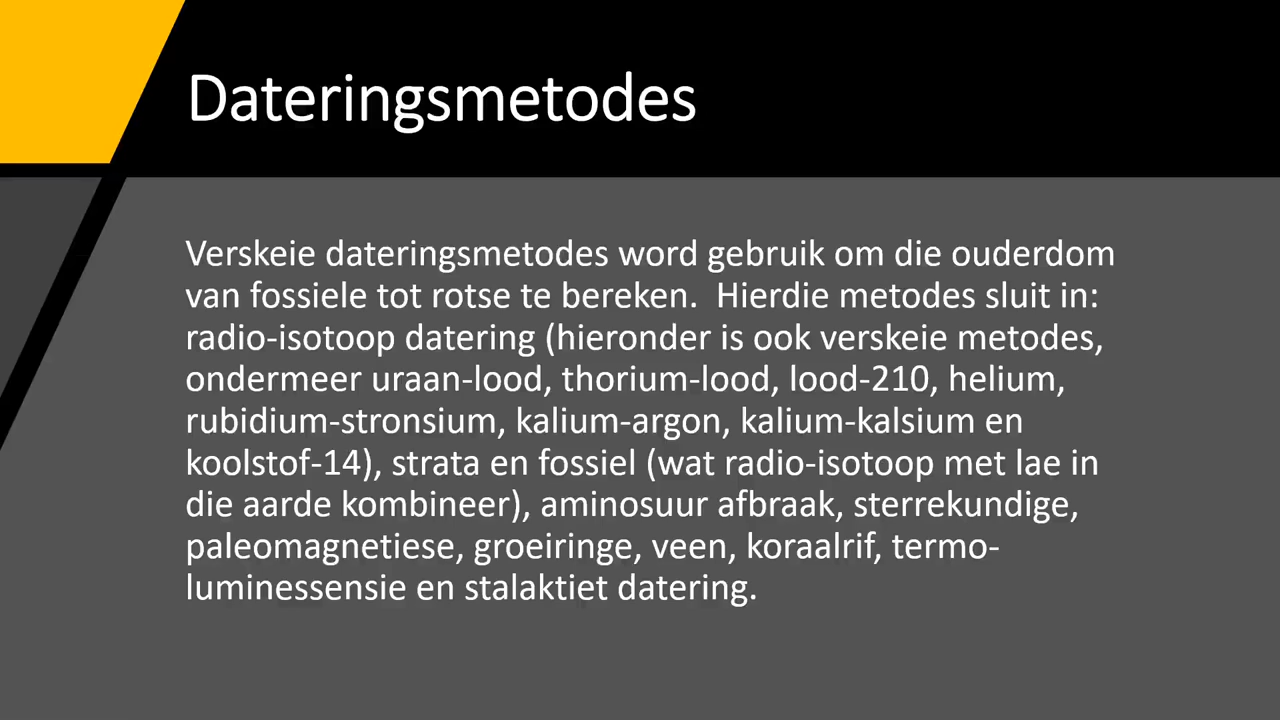 Dateringsmetodes
Verskeie dateringsmetodes word gebruik om die ouderdom
van fossiele tot rotse te bereken.  Hierdie metodes sluit in:
radio-isotoop datering (hieronder is ook verskeie metodes,
ondermeer uraan-lood, thorium-lood, lood-210, helium,
rubidium-stronsium, kalium-argon, kalium-kalsium en
koolstof-14), strata en fossiel (wat radio-isotoop met lae in
die aarde kombineer), aminosuur afbraak, sterrekundige,
paleomagnetiese, groeiringe, veen, koraalrif, termo-
luminessensie en stalaktiet datering.